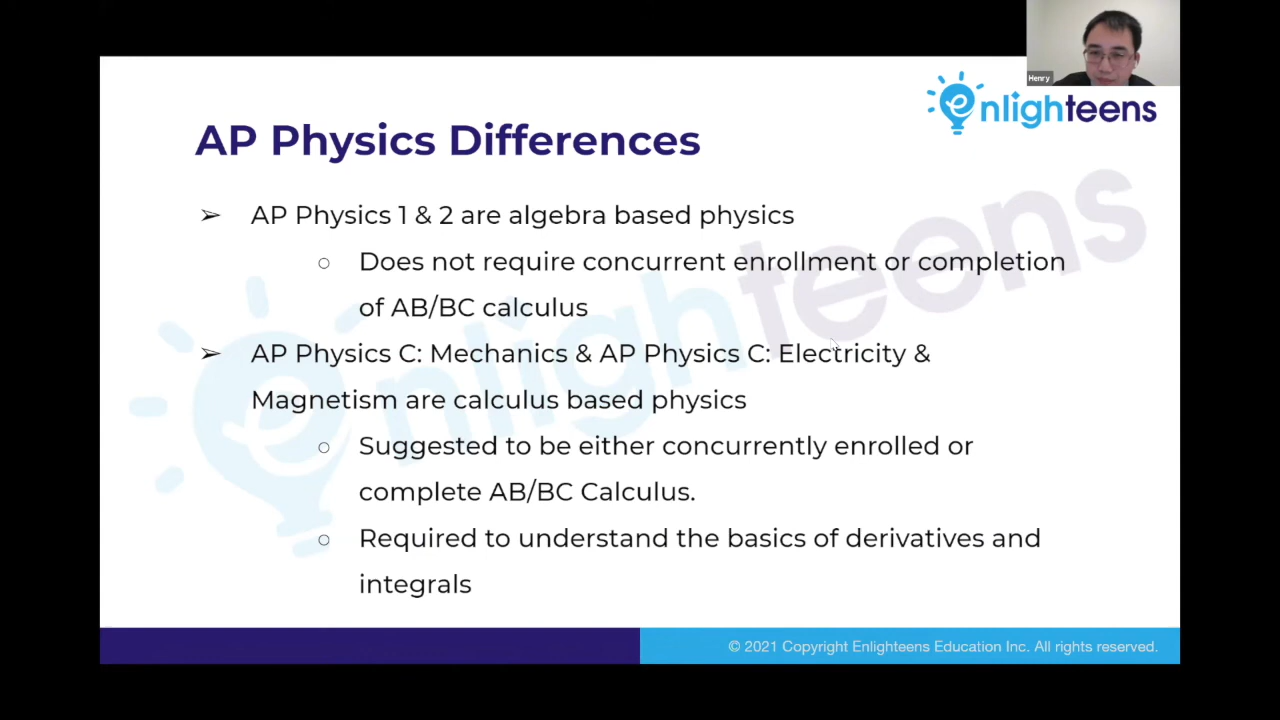 Henry
enlighteens
AP Physics Differences
➢ AP Physics 1 & 2 are algebra based physics
○ Does not require concurrent enrollment or completion
of AB/BC calculus
➢ AP Physics C: Mechanics & AP Physics C: Electricity &
Magnetism are calculus based physics
○ Suggested to be either concurrently enrolled or
complete AB/BC Calculus.
○ Required to understand the basics of derivatives and
integrals
enlighteens
© 2021 Copyright Enlighteens Education Inc. All rights reserved.